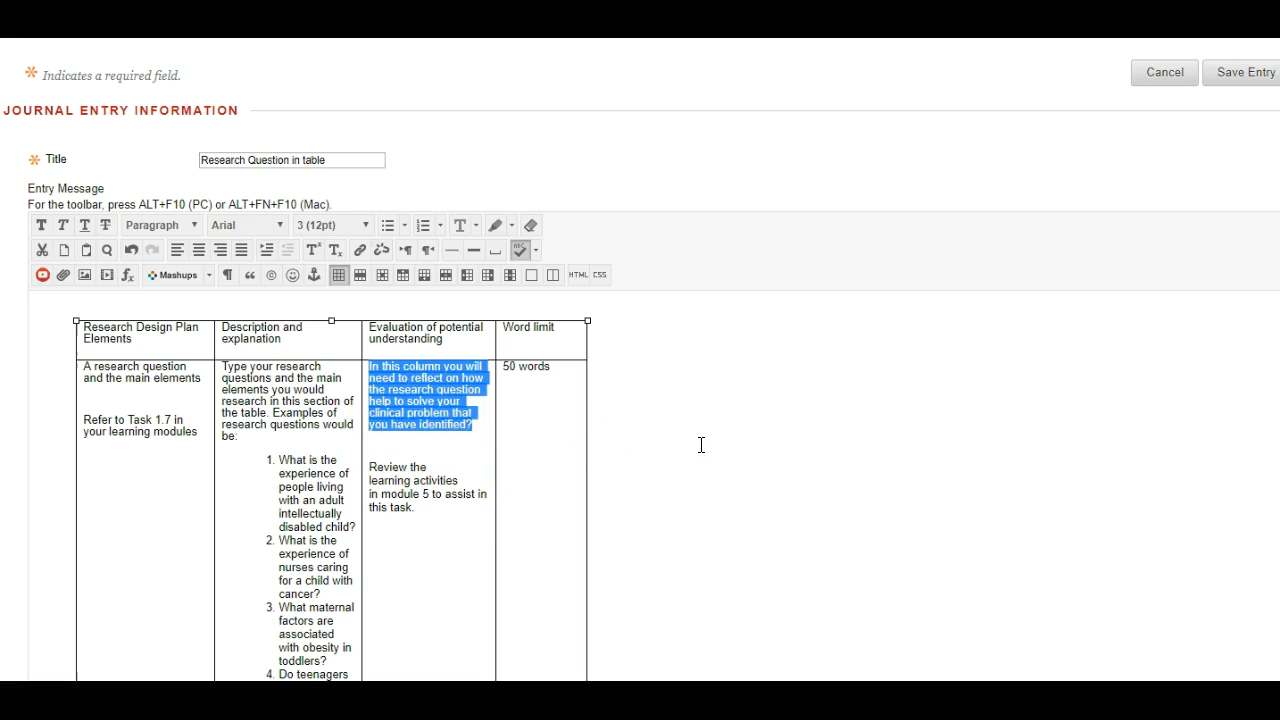 Indicates a required field.
Cancel
Save Entry
JOURNAL ENTRY INFORMATION
Title
Research Question in table
Entry Message
For the toolbar, press ALT+F10 (PC) or ALT+FN+F10 (Mac).
T T T T Paragraph Arial 3 (12pt)
ABC
Mashups
HTML CSS
Research Design Plan
Elements
Description and
explanation
Evaluation of potential
understanding
Word limit
A research question
and the main elements
Refer to Task 1.7 in
your learning modules
Type your research
questions and the main
elements you would
research in this section of
the table. Examples of
research questions would
be:
1. What is the
experience of
people living
with an adult
intellectually
disabled child?
2. What is the
experience of
nurses caring
for a child with
cancer?
3. What maternal
factors are
associated
with obesity in
toddlers?
4. Do teenagers
In this column you will
need to reflect on how
the research question
help to solve your
clinical problem that
you have identified?
Review the
learning activities
in module 5 to assist in
this task.
50 words